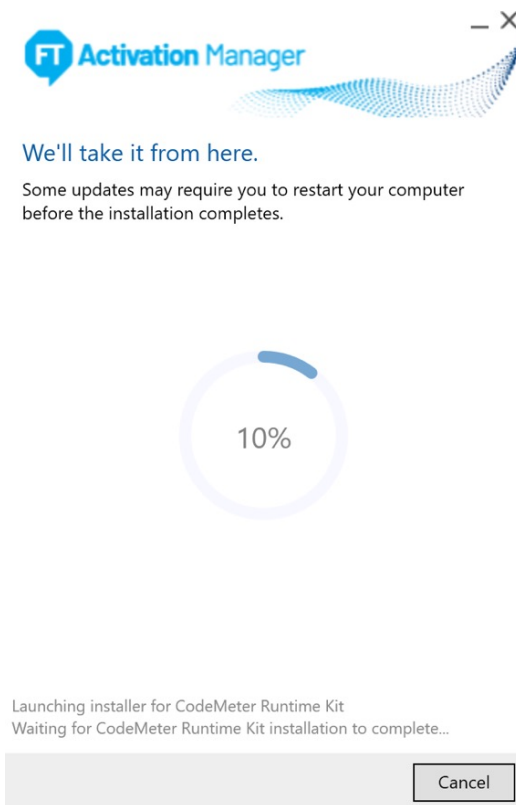 FT Activation Manager
We'll take it from here.
Some updates may require you to restart your computer
before the installation completes.
10%
Launching installer for CodeMeter Runtime Kit
Waiting for CodeMeter Runtime Kit installation to complete...
Cancel